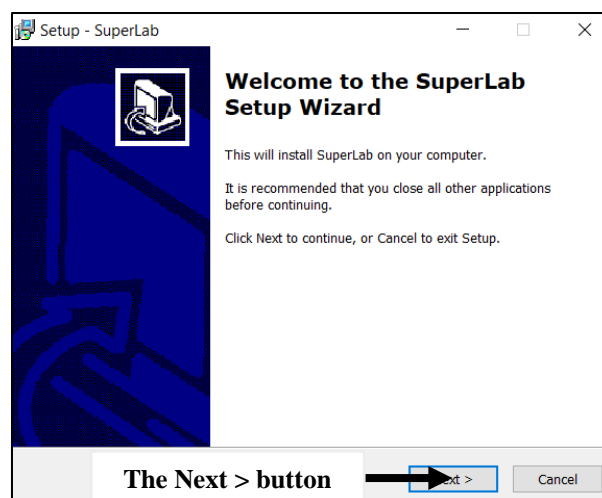 Setup - SuperLab
Welcome to the SuperLab
Setup Wizard
This will install SuperLab on your computer.
It is recommended that you close all other applications
before continuing.
Click Next to continue, or Cancel to exit Setup.
The Next > button
ext >
Cancel